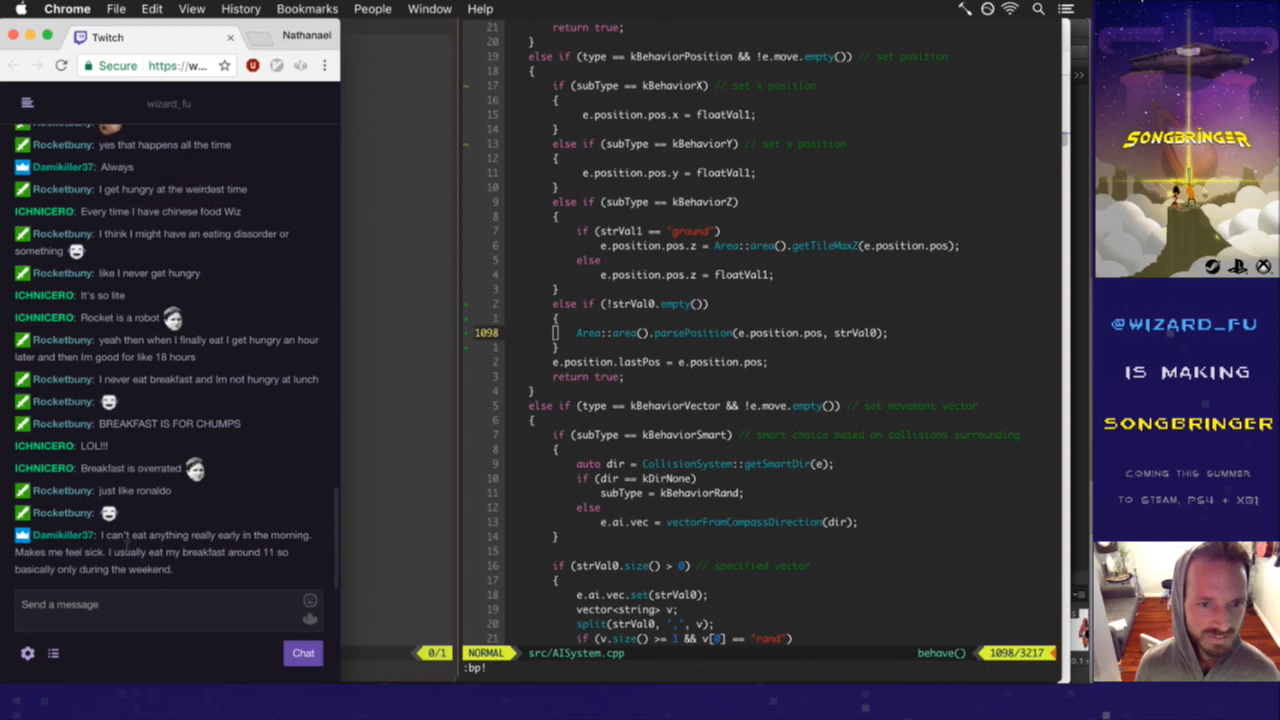 Chrome File Edit View History Bookmarks People Window Help
Twitch
Nathanael
Secure https://w...
wizard_fu
Rocketbuny:
Rocketbuny: yes that happens all the time
Damikiller37: Always
Rocketbuny: I get hungry at the weirdest time
ICHNICERO: Every time I have chinese food Wiz
Rocketbuny: I think I might have an eating dissorder or
something
Rocketbuny: like I never get hungry
ICHNICERO: It's so lite
ICHNICERO: Rocket is a robot
Rocketbuny: yeah then when I finally eat I get hungry an hour
later and then Im good for like 18 hours
Rocketbuny: I never eat breakfast and Im not hungry at lunch
Rocketbuny:
Rocketbuny: BREAKFAST IS FOR CHUMPS
ICHNICERO: LOL!!!
ICHNICERO: Breakfast is overrated
Rocketbuny: just like ronaldo
Rocketbuny:
Damikiller37: I can't eat anything really early in the morning.
Makes me feel sick. I usually eat my breakfast around 11 so
basically only during the weekend.
Send a message
Chat
0/1
21 return true;
20 }
19 else if (type == kBehaviorPosition && !e.move.empty()) // set position
18 {
17 if (subType == kBehaviorX) // set x position
16 {
15 e.position.pos.x = floatVal1;
14 }
13 else if (subType == kBehaviorY) // set x position
12 {
11 e.position.pos.y = floatVal1;
10 }
9 else if (subType == kBehaviorZ)
8 {
7 if (strVal1 == "ground")
6 e.position.pos.z = Area::area().getTileMaxZ(e.position.pos);
5 else
4 e.position.pos.z = floatVal1;
3 }
2 else if (!strVal0.empty())
1 {
1098 Area::area().parsePosition(e.position.pos, strVal0);
1 }
2 e.position.lastPos = e.position.pos;
3 return true;
4 }
5 else if (type == kBehaviorVector && !e.move.empty()) // set movement vector
6 {
7 if (subType == kBehaviorSmart) // smart choice based on collisions surrounding
8 {
9 auto dir = CollisionSystem::getSmartDir(e);
10 if (dir == kDirNone)
11 subType = kBehaviorRand;
12 else
13 e.ai.vec = vectorFromCompassDirection(dir);
14 }
15
16 if (strVal0.size() > 0) // specified vector
17 {
18 e.ai.vec.set(strVal0);
19 vector<string> v;
20 split(strVal0, ',', v);
21 if (v.size() >= 1 && v[0] == "rand")
NORMAL src/AISystem.cpp behave() 1098/3217
:bp!
SONGBRINGER
@WIZARD_FU
IS MAKING
SONGBRINGER
COMING THIS SUMMER
TO STEAM, PS4 + XB1